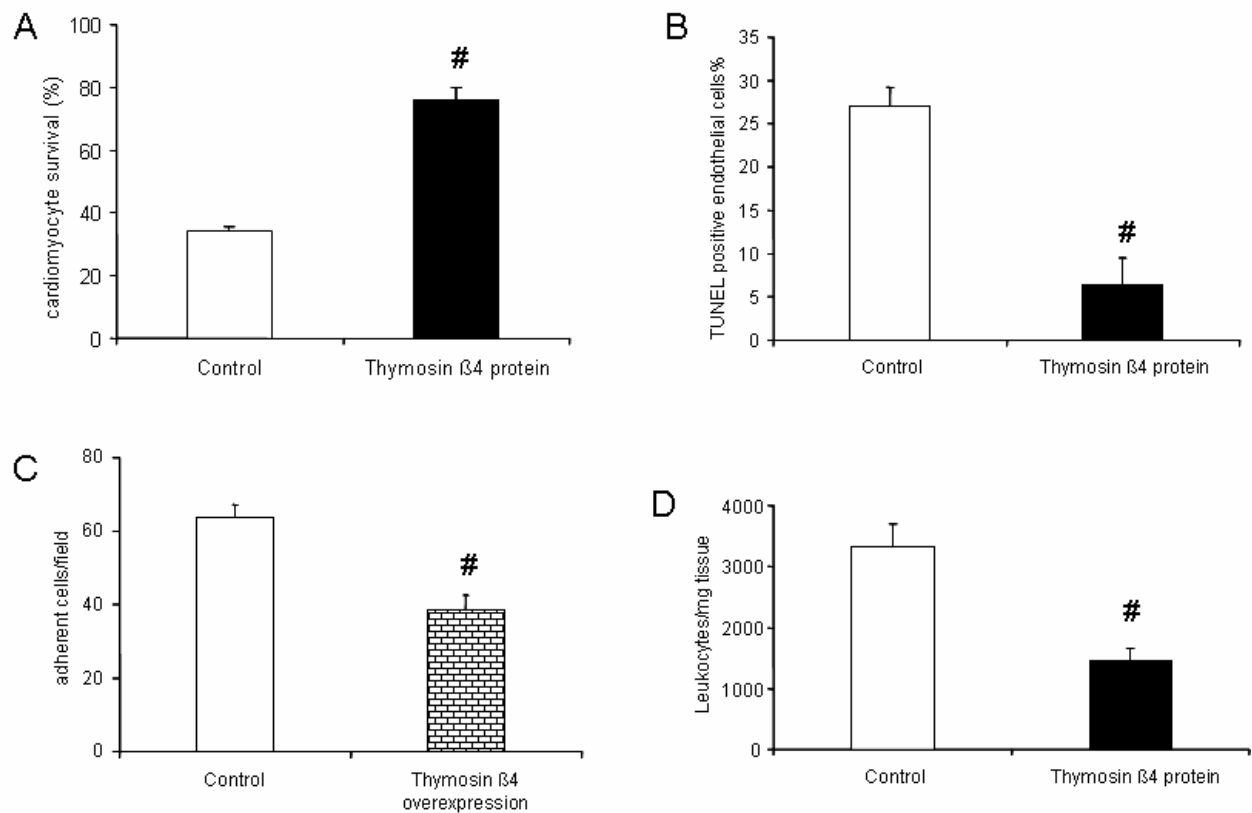 A
cardiomyocyte survival (%)
100
80
60
40
20
0
#
Control
Thymosin ß4 protein
B
TUNEL positive endothelial cells%
35
30
25
20
15
10
5
0
#
Control
Thymosin ß4 protein
C
adherent cells/field
80
60
40
20
0
#
Control
Thymosin ß4
overexpression
D
Leukocytes/mg tissue
4000
3000
2000
1000
0
#
Control
Thymosin ß4 protein